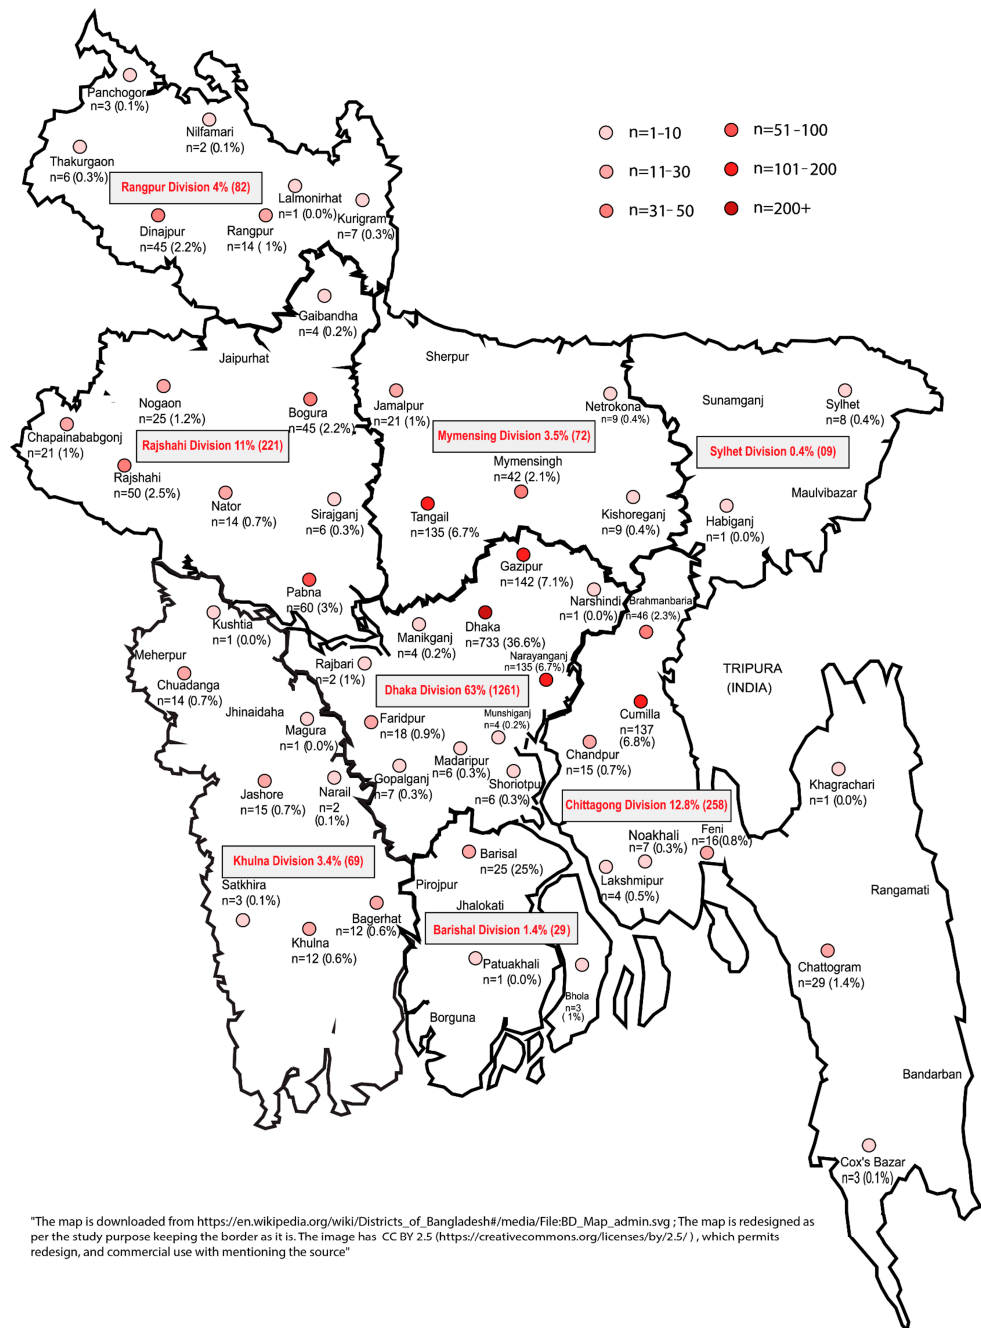 Panchogor
n=3 (0.1%)
Nilfamari
n=2 (0.1%)
Thakurgaon
n=6 (0.3%)
Rangpur Division 4% (82)
Lalmonirhat
n=1 (0.0%)
Kurigram
n=7 (0.3%)
Dinajpur
n=45 (2.2%)
Rangpur
n=14 ( 1%)
Gaibandha
n=4 (0.2%)
n=1-10
n=11-30
n=31-50
n=51-100
n=101-200
n=200+
Jaipurhat
Nogaon
n=25 (1.2%)
Bogura
n=45 (2.2%)
Chapainababgonj
n=21 (1%)
Rajshahi Division 11% (221)
Rajshahi
n=50 (2.5%)
Nator
n=14 (0.7%)
Sirajganj
n=6 (0.3%)
Pabna
n=60 (3%)
Sherpur
Jamalpur
n=21 (1%)
Netrokona
n=9 (0.4%)
Mymensing Division 3.5% (72)
Mymensingh
n=42 (2.1%)
Tangail
n=135 (6.7%
Kishoreganj
n=9 (0.4%)
Sunamganj
Sylhet
n=8 (0.4%)
Sylhet Division 0.4% (09)
Maulvibazar
Habiganj
n=1 (0.0%)
Gazipur
n=142 (7.1%)
Narshindi
n=1 (0.0%)
Dhaka
n=733 (36.6%)
Manikganj
n=4 (0.2%)
Narayanganj
n=135 (6.7%)
Rajbari
n=2 (1%)
Dhaka Division 63% (1261)
Faridpur
n=18 (0.9%)
Munshiganj
n=4 (0.2%)
Madaripur
n=6 (0.3%)
Gopalganj
n=7 (0.3%)
Shoriotpur
n=6 (0.3%)
Kushtia
n=1 (0.0%)
Meherpur
Chuadanga
n=14 (0.7%)
Jhinaidaha
Magura
n=1 (0.0%)
Jashore
n=15 (0.7%)
Narail
n=2
(0.1%)
Khulna Division 3.4% (69)
Satkhira
n=3 (0.1%)
Bagerhat
n=12 (0.6%)
Khulna
n=12 (0.6%)
Brahmanbaria
n=46 (2.3%)
TRIPURA
(INDIA)
Cumilla
n=137
(6.8%)
Chandpur
n=15 (0.7%)
Chittagong Division 12.8% (258)
Khagrachari
n=1 (0.0%)
Noakhali
n=7 (0.3%)
Feni
n=16(0.8%)
Lakshmipur
n=4 (0.5%)
Rangamati
Chattogram
n=29 (1.4%)
Bandarban
Cox's Bazar
n=3 (0.1%)
Barisal
n=25 (25%)
Pirojpur
Jhalokati
Barishal Division 1.4% (29)
Patuakhali
n=1 (0.0%)
Bhola
n=3
( 1%)
Borguna
"The map is downloaded from https://en.wikipedia.org/wiki/Districts_of_Bangladesh#/media/File:BD_Map_admin.svg ; The map is redesigned as
per the study purpose keeping the border as it is. The image has CC BY 2.5 (https://creativecommons.org/licenses/by/2.5/ ) , which permits
redesign, and commercial use with mentioning the source"